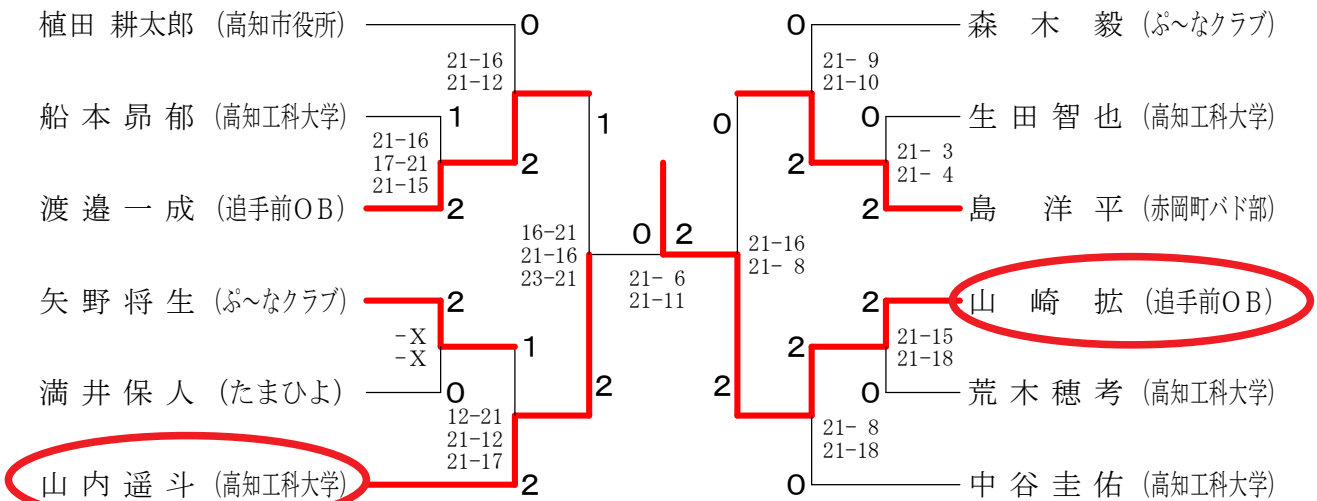 植田 耕太郎 (高知市役所) 0 0 森 木 毅 (ぷ～なクラブ)
21-16 21- 9
21-12 21-10
船本昂郁 (高知工科大学) 1 1 0 0 生田智也 (高知工科大学)
21-16 21- 3
17-21 2 2 21- 4
21-15
渡邉一成 (追手前OB) 2 2 島 洋平 (赤岡町バド部)
16-21 0 2 21-16
21-16 21- 8
23-21 21- 6
21-11
矢野将生 (ぷ～なクラブ) 2 2 山 崎 拡 (追手前OB)
-X 1 2 21-15
-X 21-18
満井保人 (たまひよ) 0 2 2 0 荒木穂考 (高知工科大学)
12-21 21- 8
21-12 21-18
21-17
山内遥斗 (高知工科大学) 2 0 中谷圭佑 (高知工科大学)